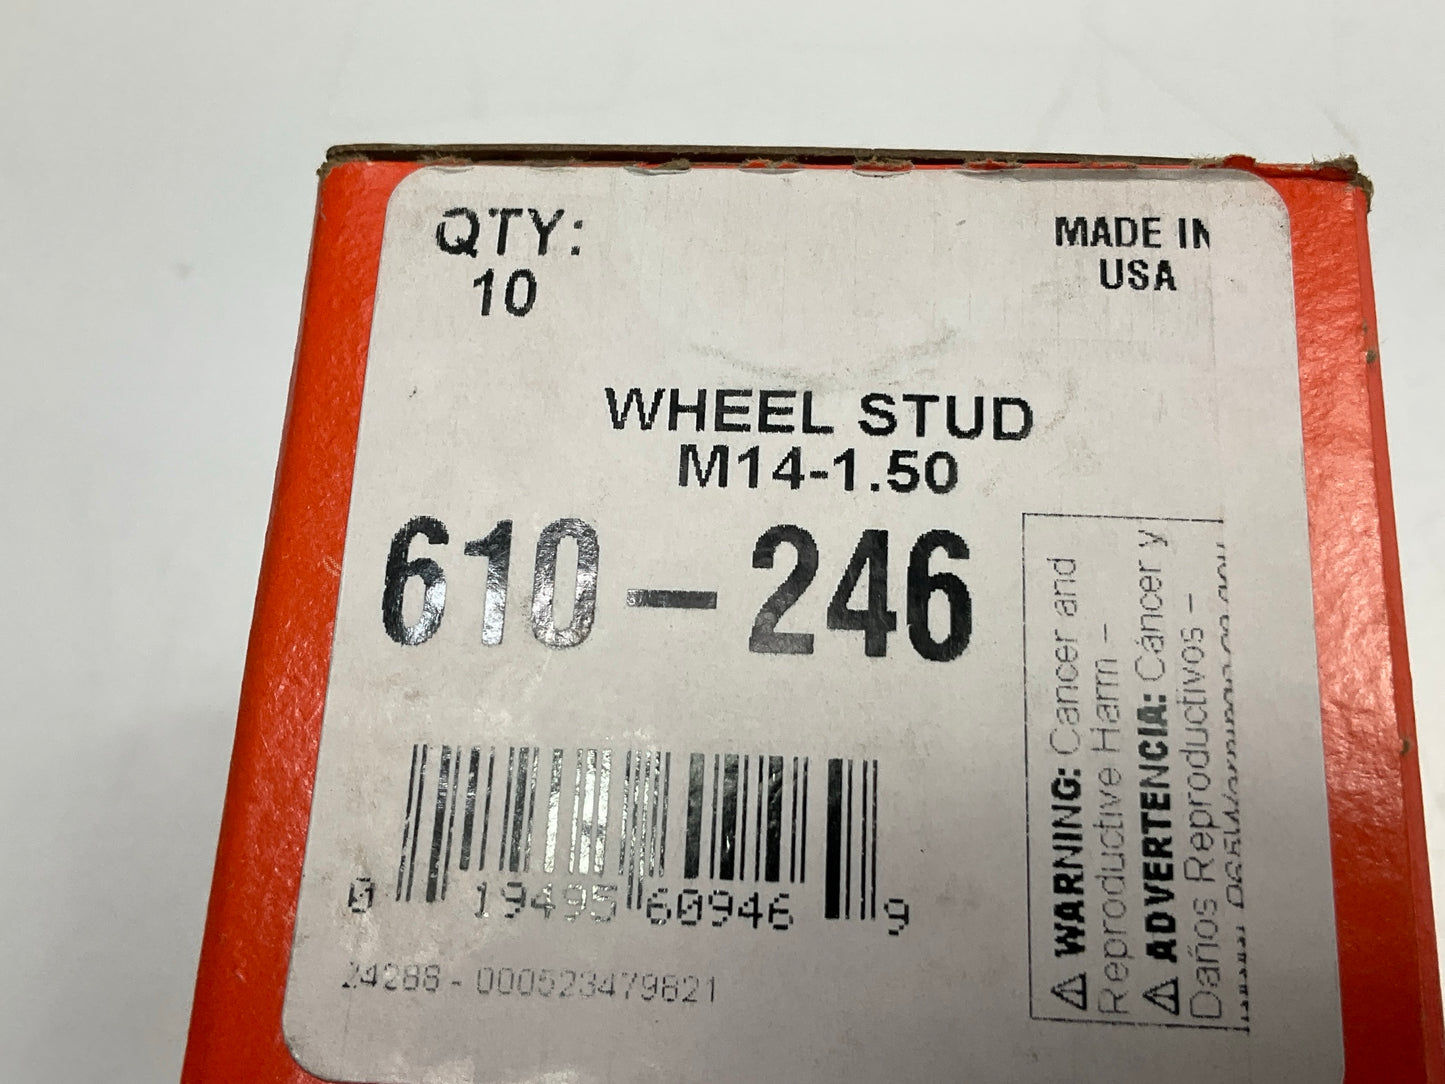 QTY:
10
MADE IN
USA
WHEEL STUD
M14-1.50
610-246
0 19495 60946 9
24288 - 000523479821
⚠ WARNING: Cancer and
Reproductive Harm -
⚠ ADVERTENCIA: Cáncer y
Daños Reproductivos -